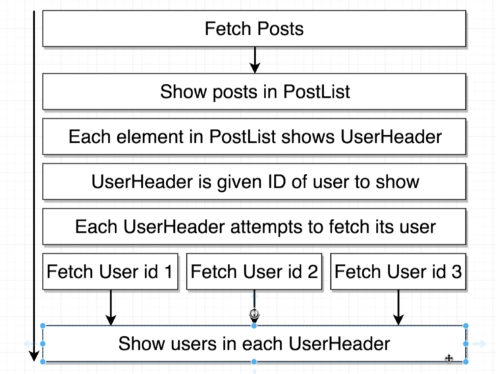 Fetch Posts
Show posts in PostList
Each element in PostList shows UserHeader
UserHeader is given ID of user to show
Each UserHeader attempts to fetch its user
Fetch User id 1
Fetch User id 2
Fetch User id 3
Show users in each UserHeader